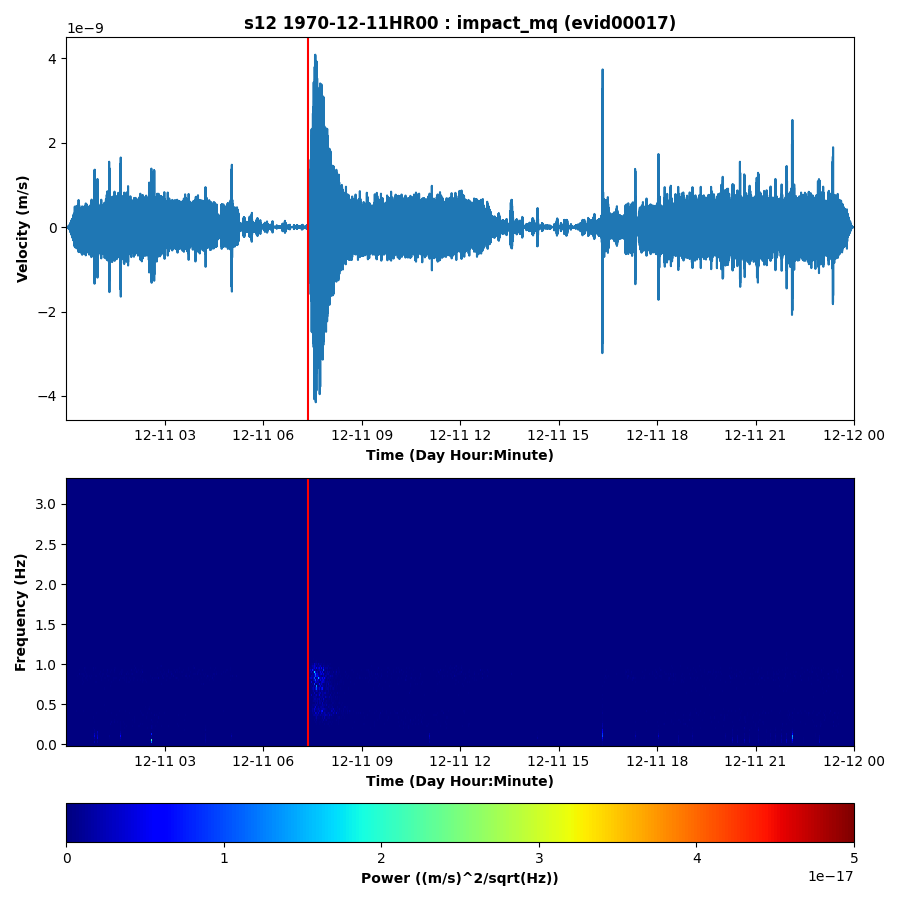 s12 1970-12-11HR00 : impact_mq (evid00017)
1e−9
4
2
0
−2
−4
Velocity (m/s)
12-11 03 12-11 06 12-11 09 12-11 12 12-11 15 12-11 18 12-11 21 12-12 00
Time (Day Hour:Minute)
3.0
2.5
2.0
1.5
1.0
0.5
0.0
Frequency (Hz)
12-11 03 12-11 06 12-11 09 12-11 12 12-11 15 12-11 18 12-11 21 12-12 00
Time (Day Hour:Minute)
0 1 2 3 4 5
1e−17
Power ((m/s)^2/sqrt(Hz))